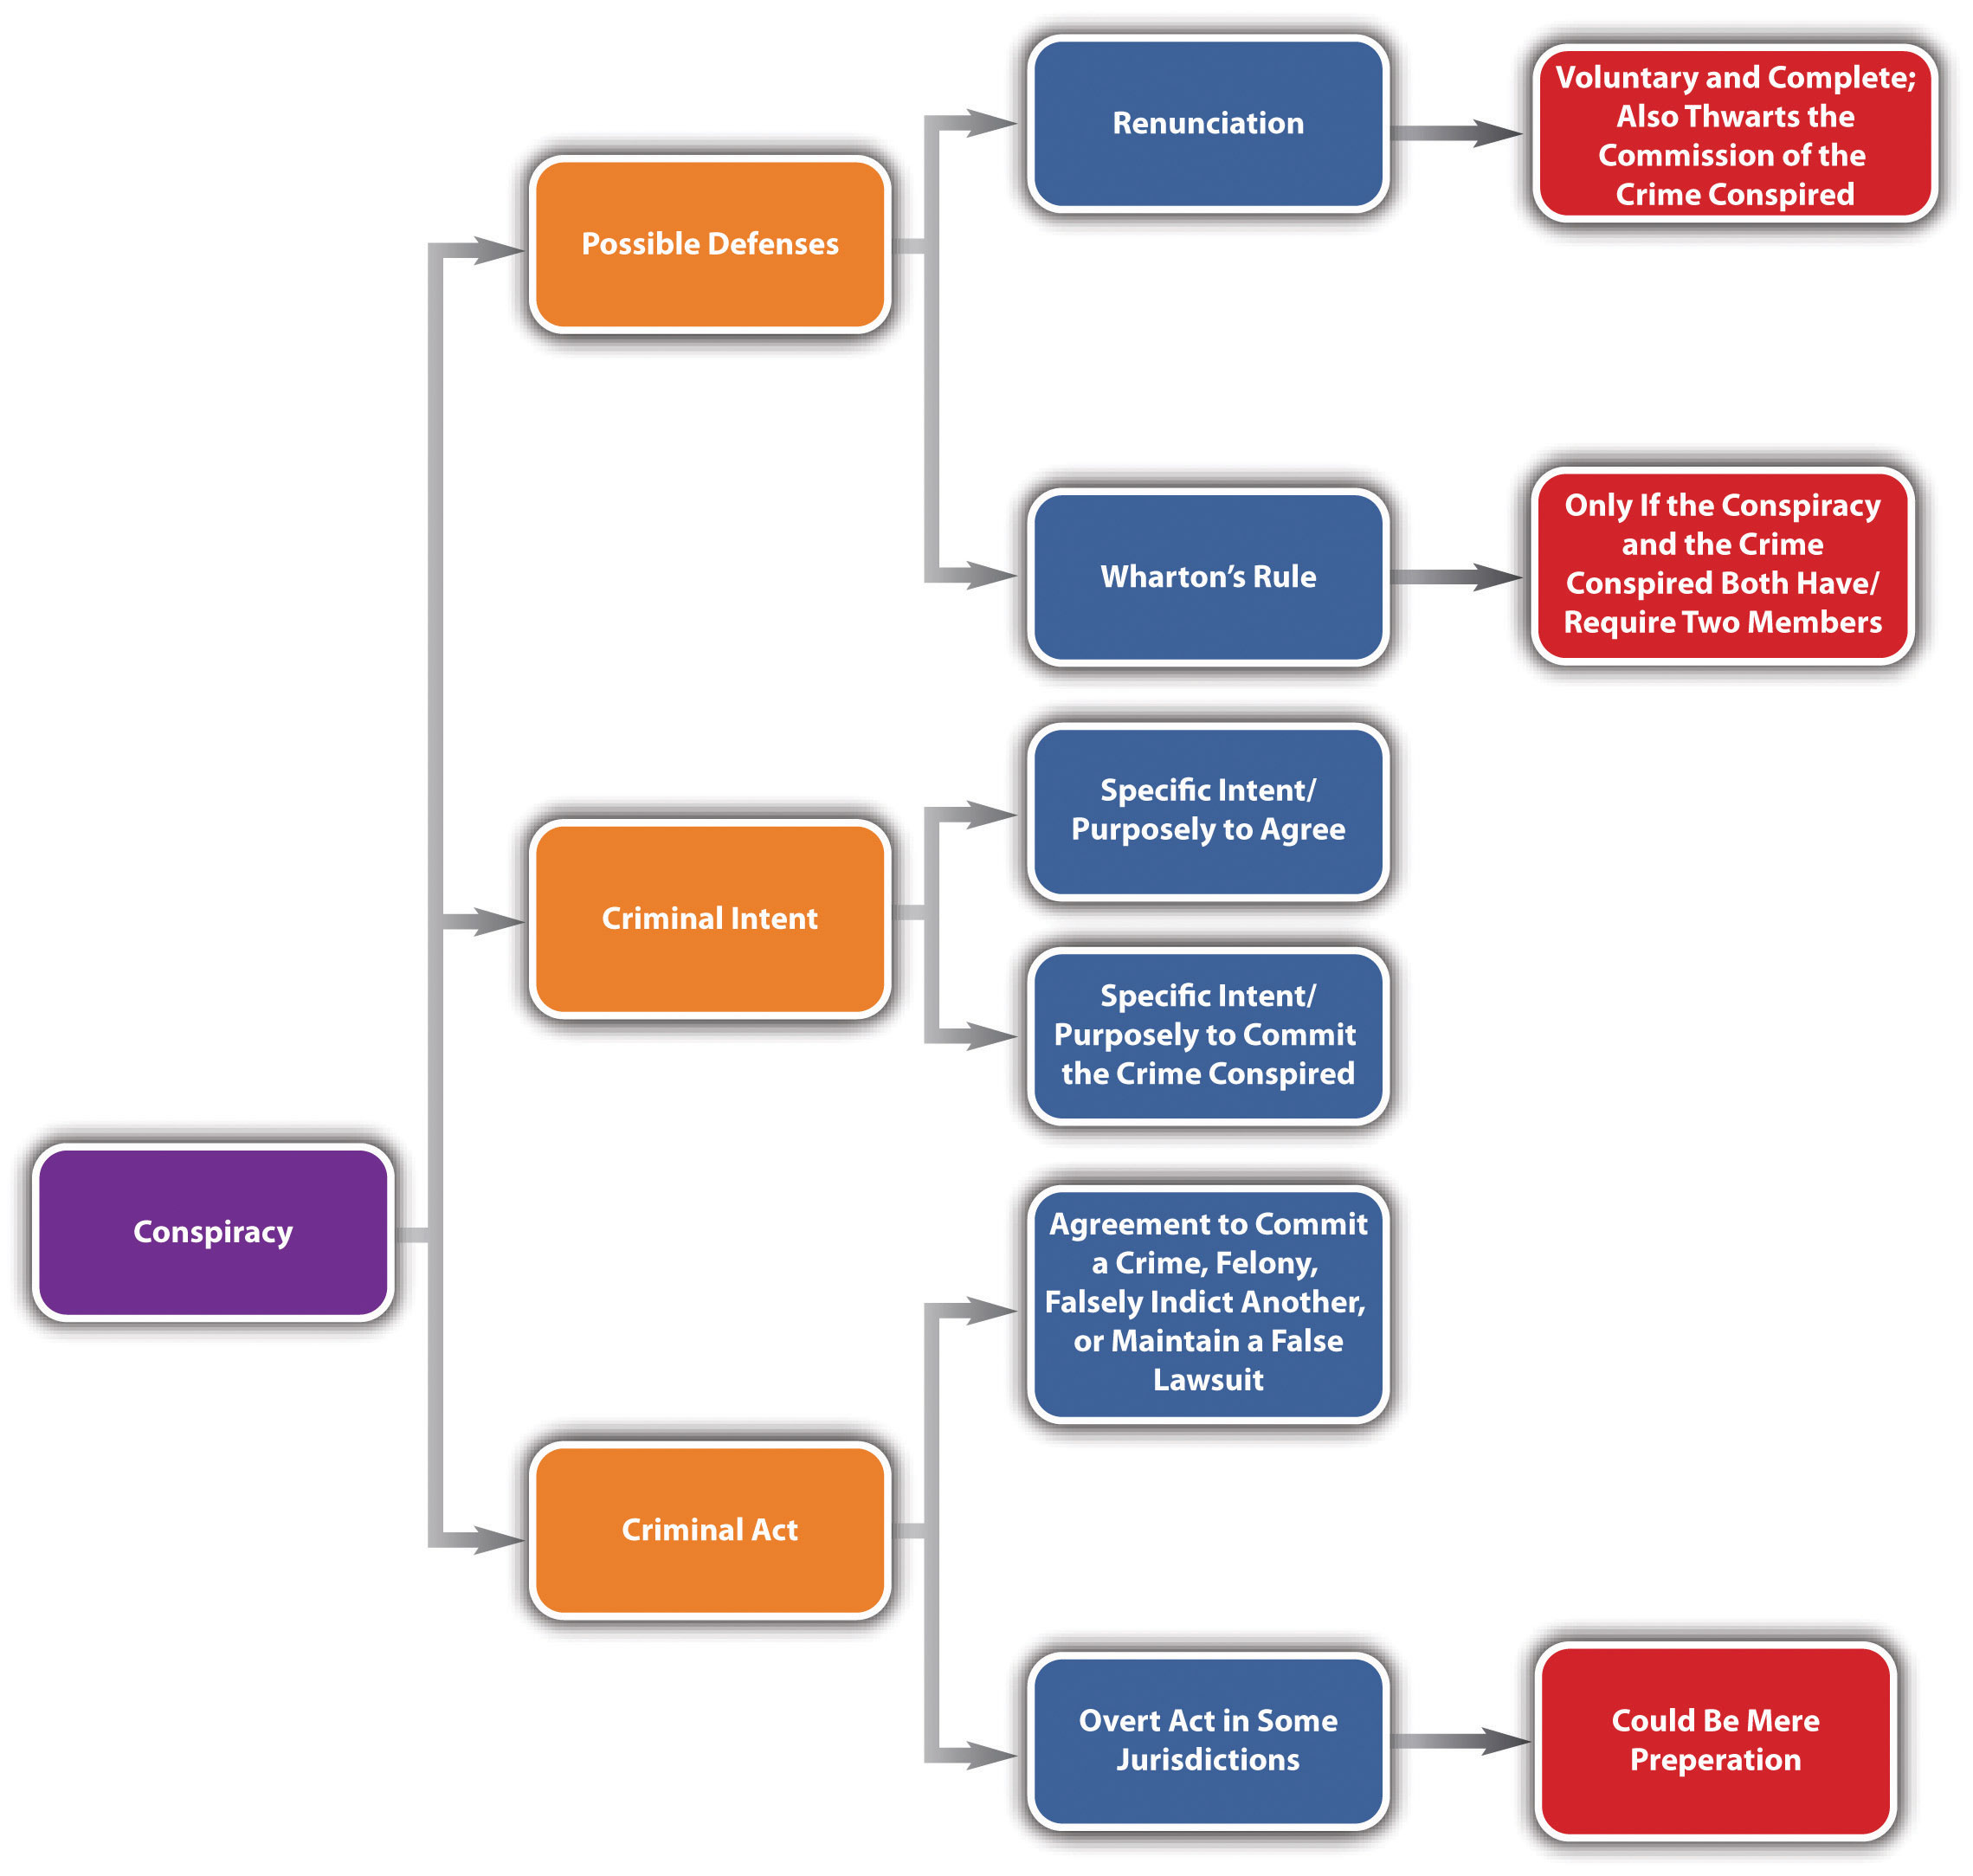 Conspiracy
Possible Defenses
Renunciation
Voluntary and Complete;
Also Thwarts the
Commission of the
Crime Conspired
Wharton’s Rule
Only If the Conspiracy
and the Crime
Conspired Both Have/
Require Two Members
Criminal Intent
Specific Intent/
Purposely to Agree
Specific Intent/
Purposely to Commit
the Crime Conspired
Criminal Act
Agreement to Commit
a Crime, Felony,
Falsely Indict Another,
or Maintain a False
Lawsuit
Overt Act in Some
Jurisdictions
Could Be Mere
Preperation